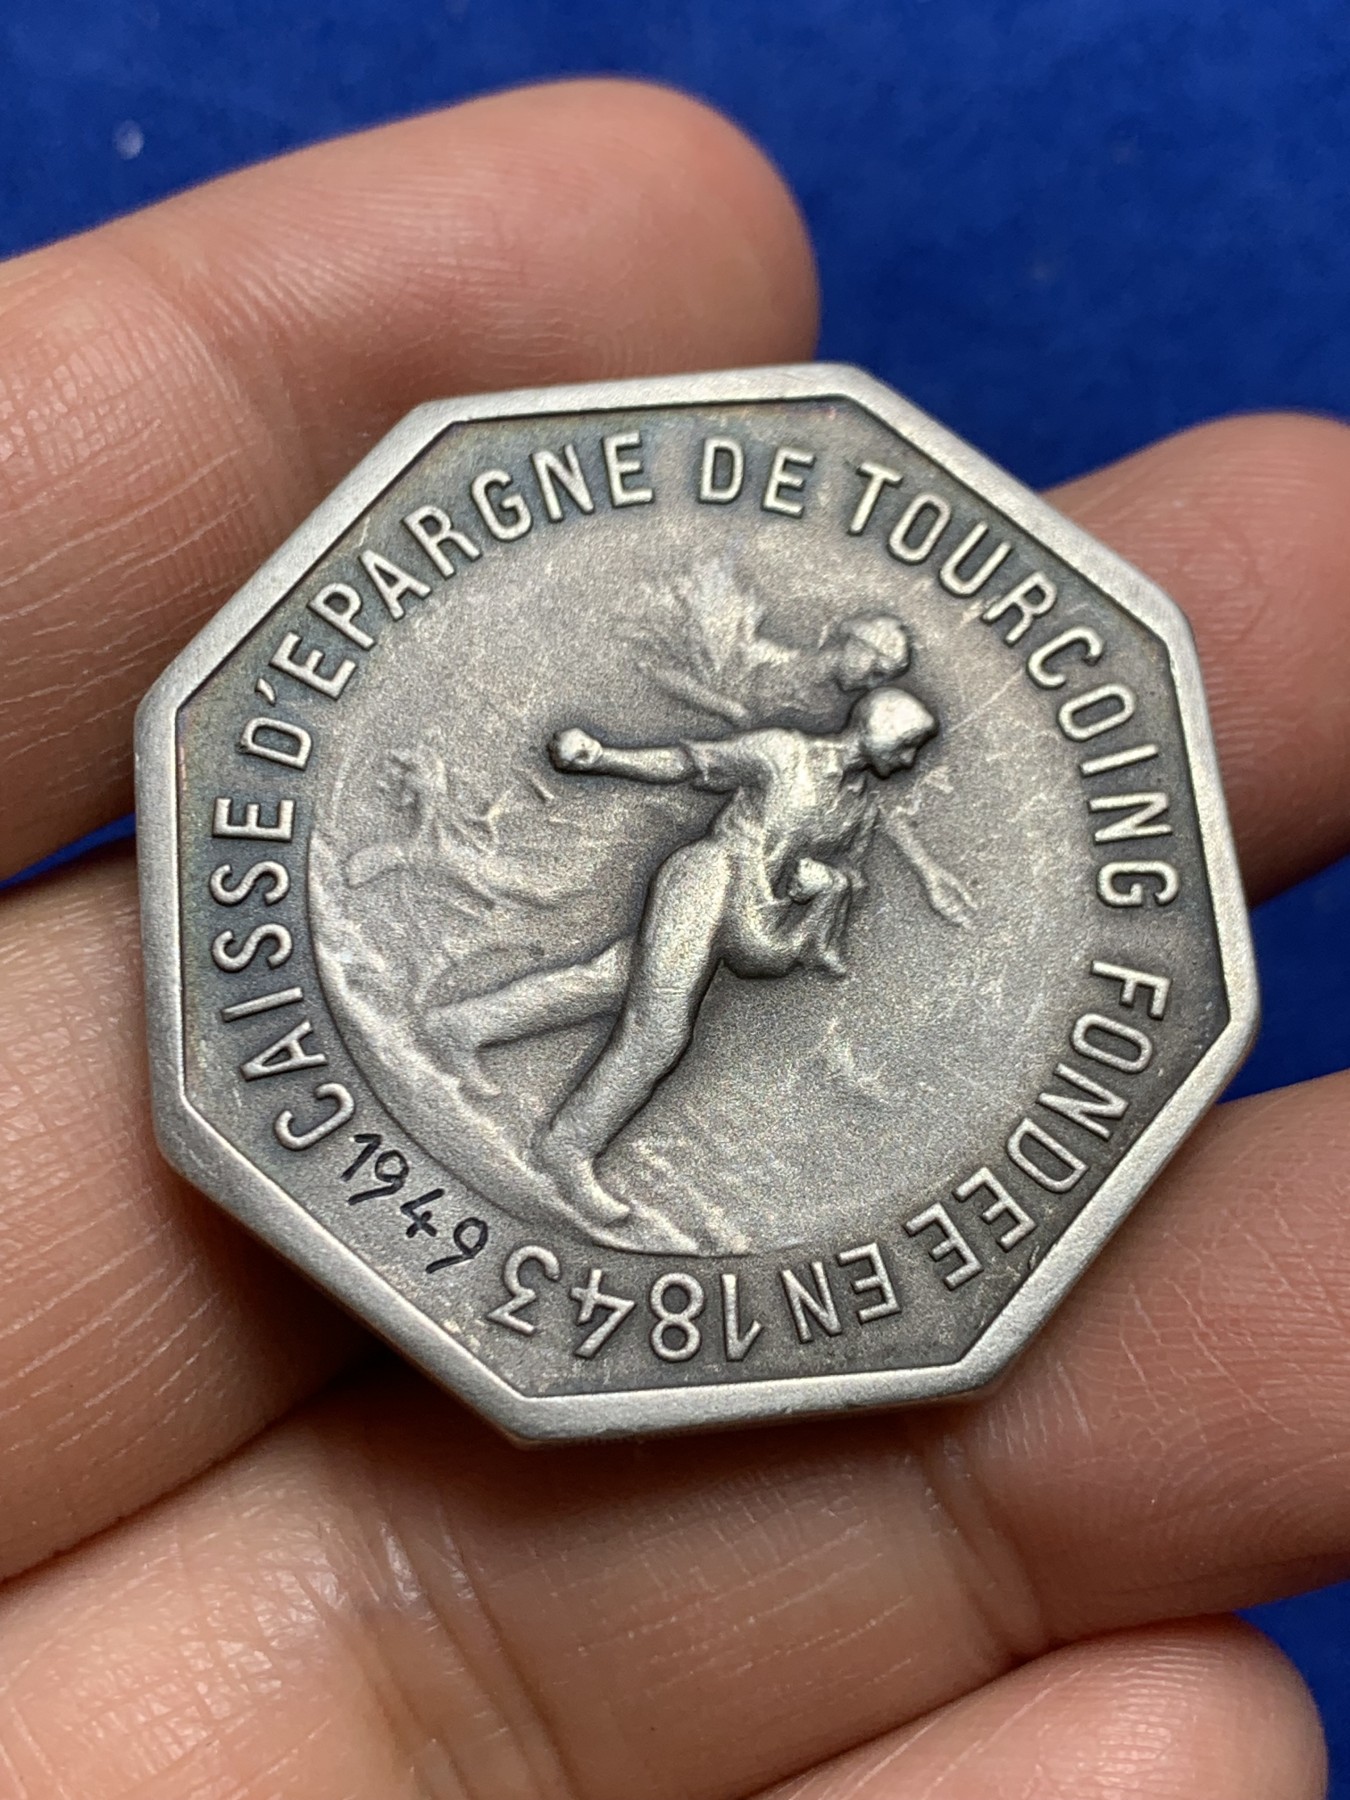 CAISSE D'EPARGNE DE TOURCOING FONDEE EN 1843
1949